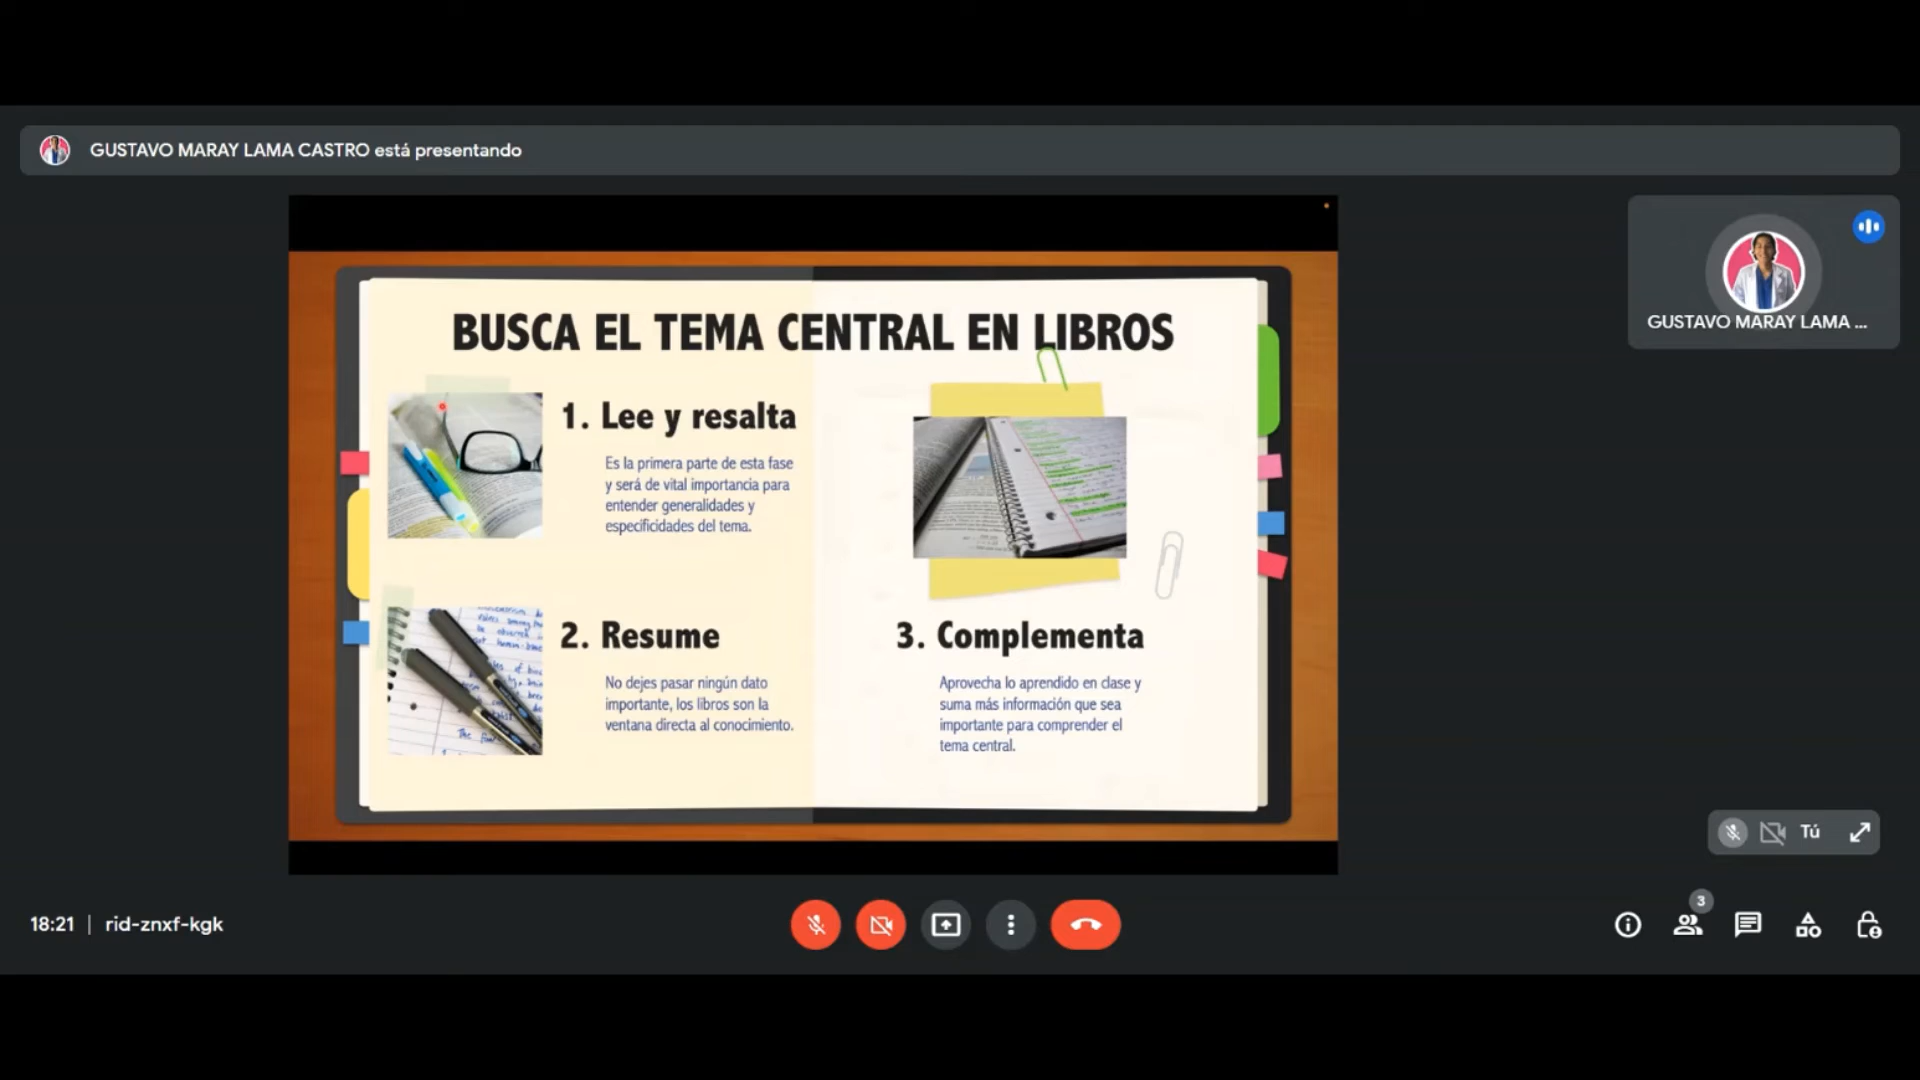 GUSTAVO MARAY LAMA CASTRO está presentando
BUSCA EL TEMA CENTRAL EN LIBROS
1. Lee y resalta
Es la primera parte de esta fase
y será de vital importancia para
entender generalidades y
especificidades del tema.
2. Resume
No dejes pasar ningún dato
importante, los libros son la
ventana directa al conocimiento.
3. Complementa
Aprovecha lo aprendido en clase y
suma más información que sea
importante para comprender el
tema central.
GUSTAVO MARAY LAMA ...
Tú
18:21 | rid-znxf-kgk
3